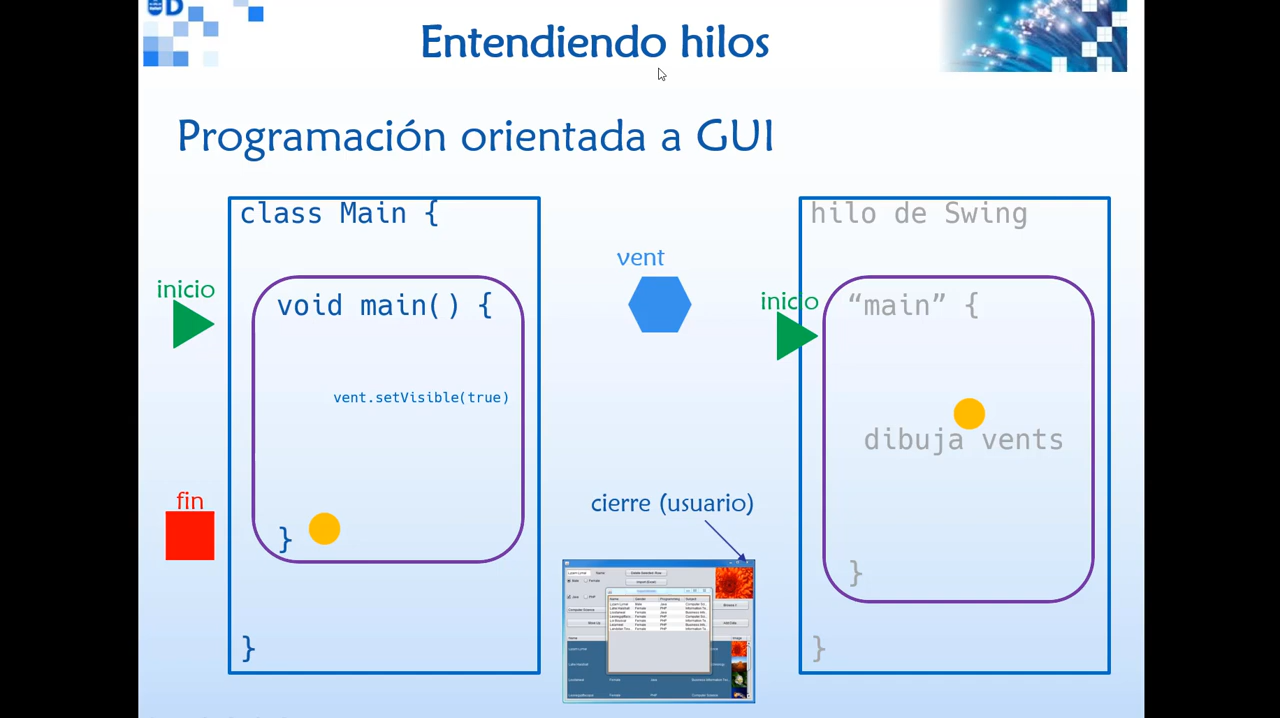 Entendiendo hilos
Programación orientada a GUI
class Main {
inicio
void main() {
vent.setVisible(true)
fin
}
}
vent
cierre (usuario)
hilo de Swing
inicio
“main” {
dibuja vents
}
}